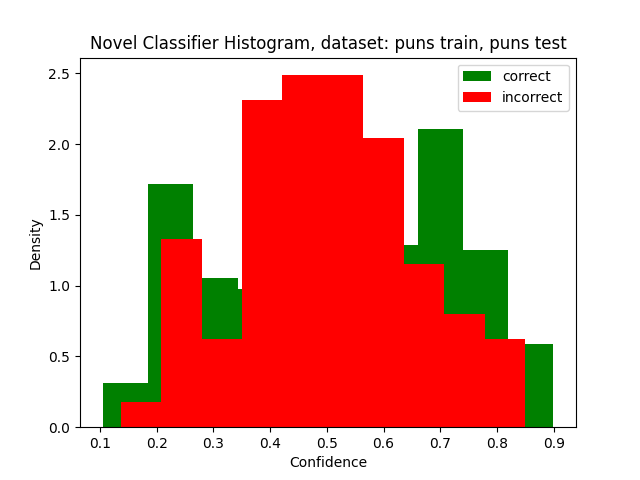 Novel Classifier Histogram, dataset: puns train, puns test
correct
incorrect
2.5
2.0
1.5
1.0
0.5
0.0
Density
0.1 0.2 0.3 0.4 0.5 0.6 0.7 0.8 0.9
Confidence